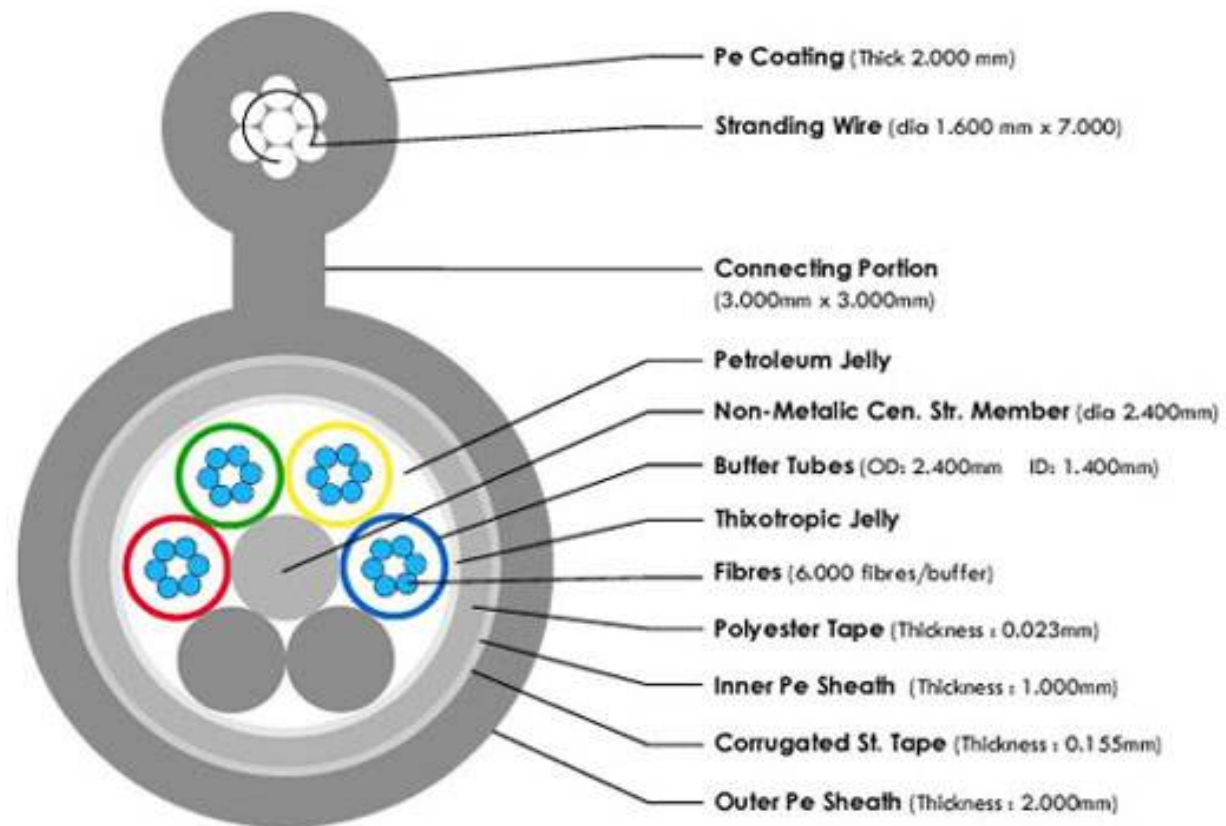 Pe Coating (Thick 2.000 mm)
Stranding Wire (dia 1.600 mm x 7.000)
Connecting Portion
(3.000mm x 3.000mm)
Petroleum Jelly
Non-Metalic Cen. Str. Member (dia 2.400mm)
Buffer Tubes (OD: 2.400mm ID: 1.400mm)
Thixotropic Jelly
Fibres (6.000 fibres/buffer)
Polyester Tape (Thickness : 0.023mm)
Inner Pe Sheath (Thickness : 1.000mm)
Corrugated St. Tape (Thickness : 0.155mm)
Outer Pe Sheath (Thickness : 2.000mm)